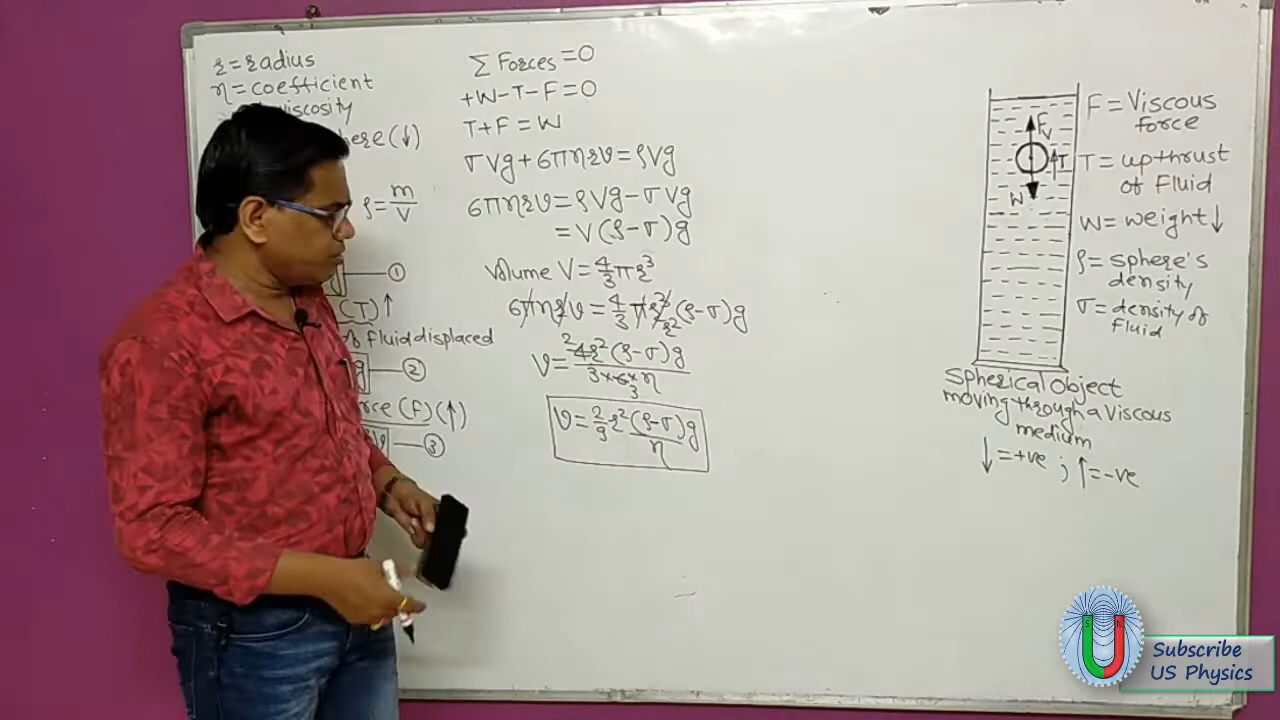 r = radius
η = coefficient
viscosity
sphere (↓)
ρ = m/V
①
(T) ↑
of fluid displaced
g ②
Force (F) (↑)
③
Σ Forces = 0
+W-T-F = 0
T+F = W
σVg + 6πηrv = ρVg
6πηrv = ρVg - σVg
= V(ρ-σ)g
Volume V = 4/3 πr³
6πηrv = 4/3 πr³ r² (ρ-σ)g
v = 2 4r²(ρ-σ)g / 3×6×η 3
v = 2/9 r² (ρ-σ)g / η
Fv
T
W
F = Viscous
force
T = upthrust
of Fluid
W = weight ↓
ρ = sphere's
density
σ = density of
fluid
Spherical Object
moving through a Viscous
medium
↓ = +ve ; ↑ = -ve
S N
Subscribe
US Physics